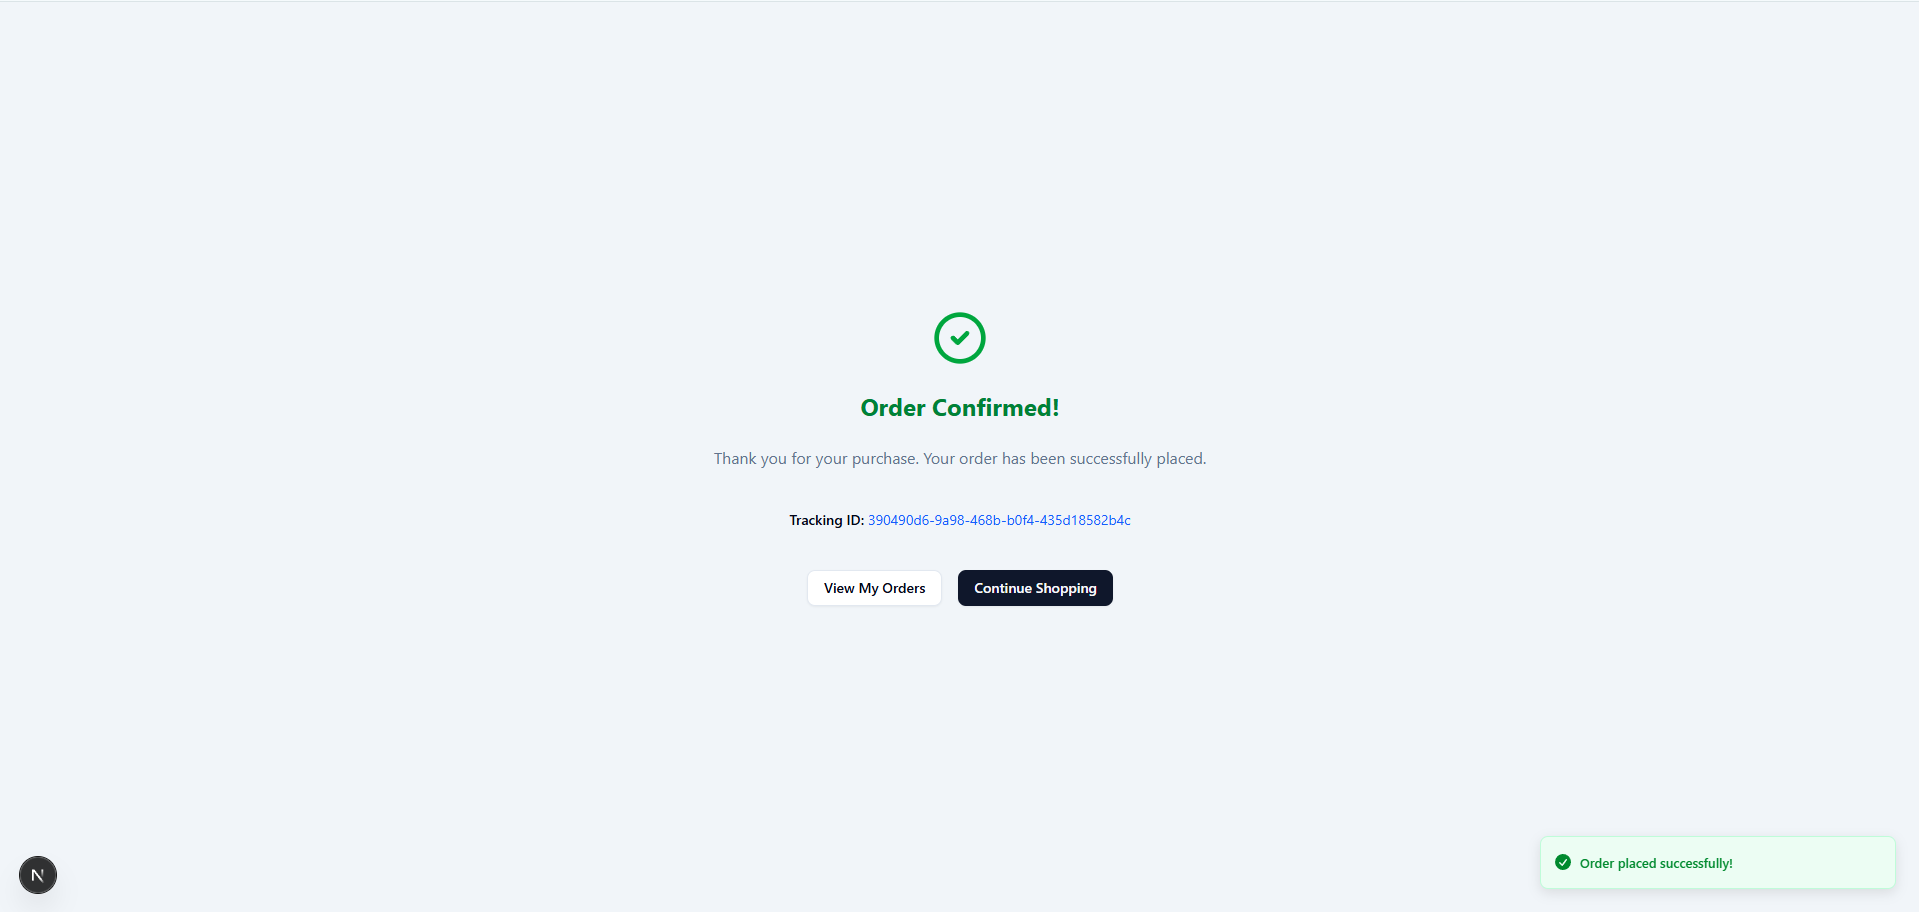 Order Confirmed!
Thank you for your purchase. Your order has been successfully placed.
Tracking ID: 390490d6-9a98-468b-b0f4-435d18582b4c
View My Orders
Continue Shopping
N
Order placed successfully!